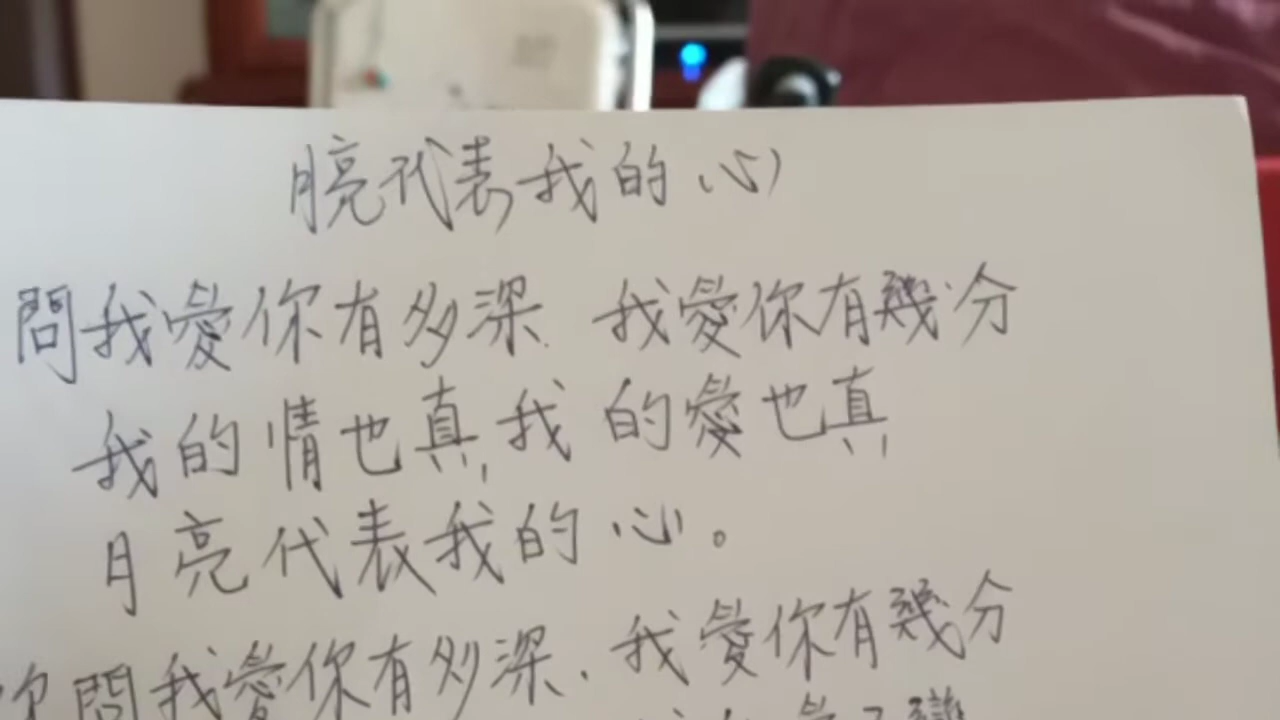 月亮代表我的心
問我愛你有多深 我愛你有幾分
我的情也真,我的愛也真
月亮代表我的心。
你問我愛你有多深.我愛你有幾分